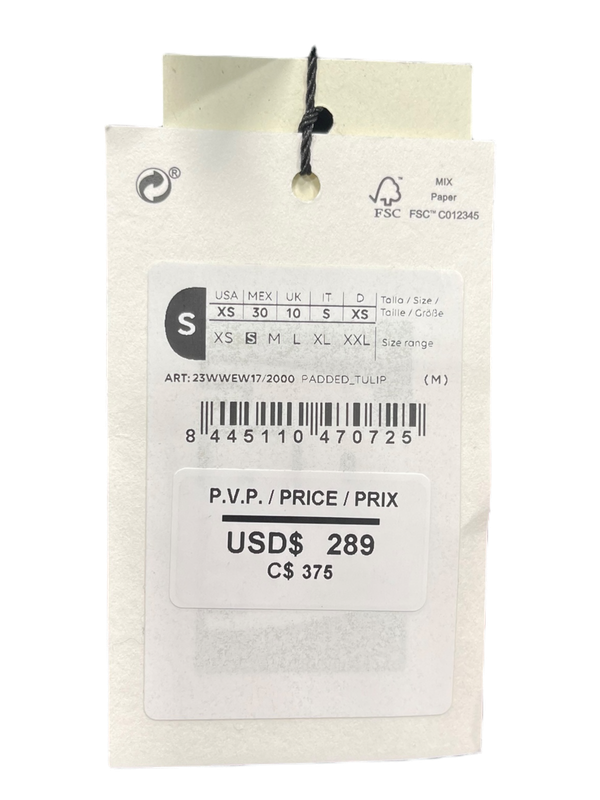 ®
MIX
Paper
FSC™ FSC™ C012345
USA MEX UK IT D Talla / Size /
XS 30 10 S XS Taille / Größe
S
XS S M L XL XXL Size range
ART: 23WWEW17/2000 PADDED_TULIP (M)
8 445110 470725
P.V.P. / PRICE / PRIX
USD$ 289
C$ 375